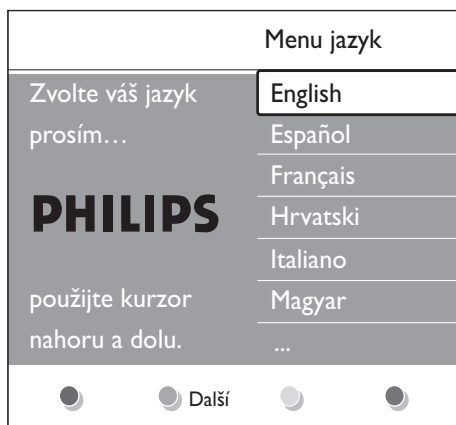 Menu jazyk
Zvolte váš jazyk
prosím…
PHILIPS
použijte kurzor
nahoru a dolu.
English
Español
Français
Hrvatski
Italiano
Magyar
...
Další